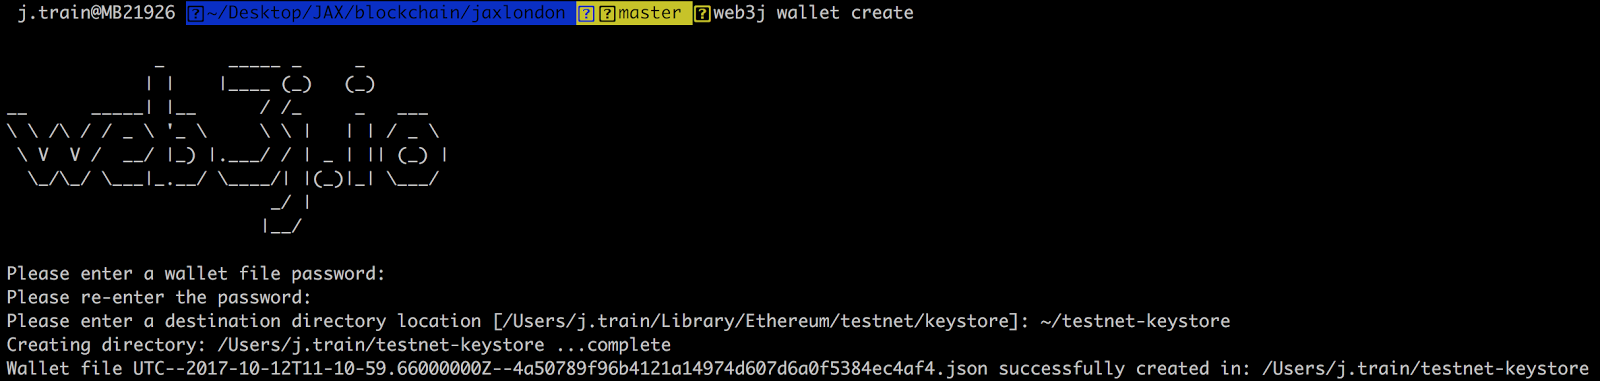 j.train@MB21926 ~/Desktop/JAX/blockchain/jaxlondon master web3j wallet create
web3j.io
Please enter a wallet file password:
Please re-enter the password:
Please enter a destination directory location [/Users/j.train/Library/Ethereum/testnet/keystore]: ~/testnet-keystore
Creating directory: /Users/j.train/testnet-keystore ...complete
Wallet file UTC--2017-10-12T11-10-59.66000000Z--4a50789f96b4121a14974d607d6a0f5384ec4af4.json successfully created in: /Users/j.train/testnet-keystore